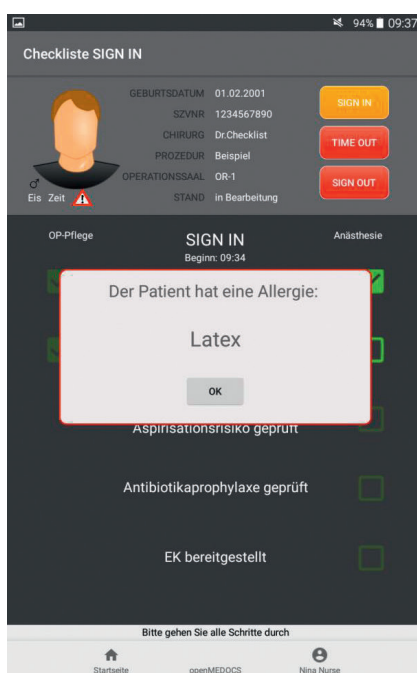 94% 09:37
Checkliste SIGN IN
GEBURTSDATUM 01.02.2001
SZVNR 1234567890
CHIRURG Dr.Checklist
PROZEDUR Beispiel
OPERATIONSSAAL OR-1
STAND in Bearbeitung
SIGN IN
TIME OUT
SIGN OUT
Eis Zeit
OP-Pflege
SIGN IN
Anästhesie
Beginn: 09:34
Der Patient hat eine Allergie:
Latex
OK
Aspirisationsrisiko geprüft
Antibiotikaprophylaxe geprüft
EK bereitgestellt
Bitte gehen Sie alle Schritte durch
Startseite
openMEDOCS
Nina Nurse